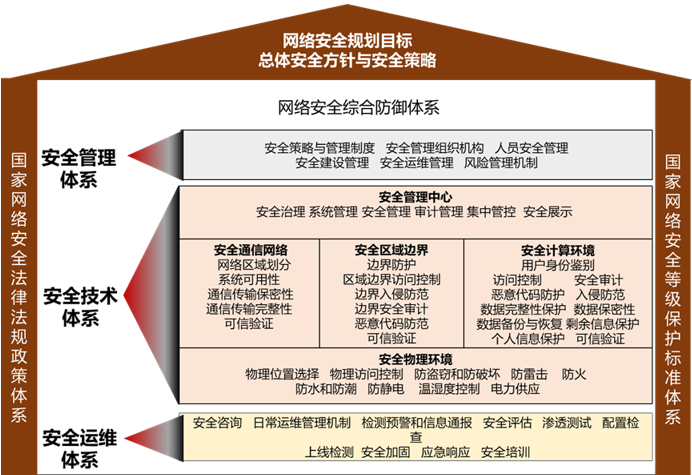 网络安全规划目标
总体安全方针与安全策略
网络安全综合防御体系
国家网络安全法律法规政策体系
国家网络安全等级保护标准体系
安全管理
体系
安全策略与管理制度 安全管理组织机构 人员安全管理
安全建设管理 安全运维管理 风险管理机制
安全技术
体系
安全管理中心
安全治理 系统管理 安全管理 审计管理 集中管控 安全展示
安全通信网络
网络区域划分
系统可用性
通信传输保密性
通信传输完整性
可信验证
安全区域边界
边界防护
区域边界访问控制
边界入侵防范
边界安全审计
恶意代码防范
可信验证
安全计算环境
用户身份鉴别
访问控制 安全审计
恶意代码防护 入侵防范
数据完整性保护 数据保密性
数据备份与恢复 剩余信息保护
个人信息保护 可信验证
安全物理环境
物理位置选择 物理访问控制 防盗窃和防破坏 防雷击 防火
防水和防潮 防静电 温湿度控制 电力供应
安全运维
体系
安全咨询 日常运维管理机制 检测预警和信息通报 安全评估 渗透测试 配置检
查
上线检测 安全加固 应急响应 安全培训